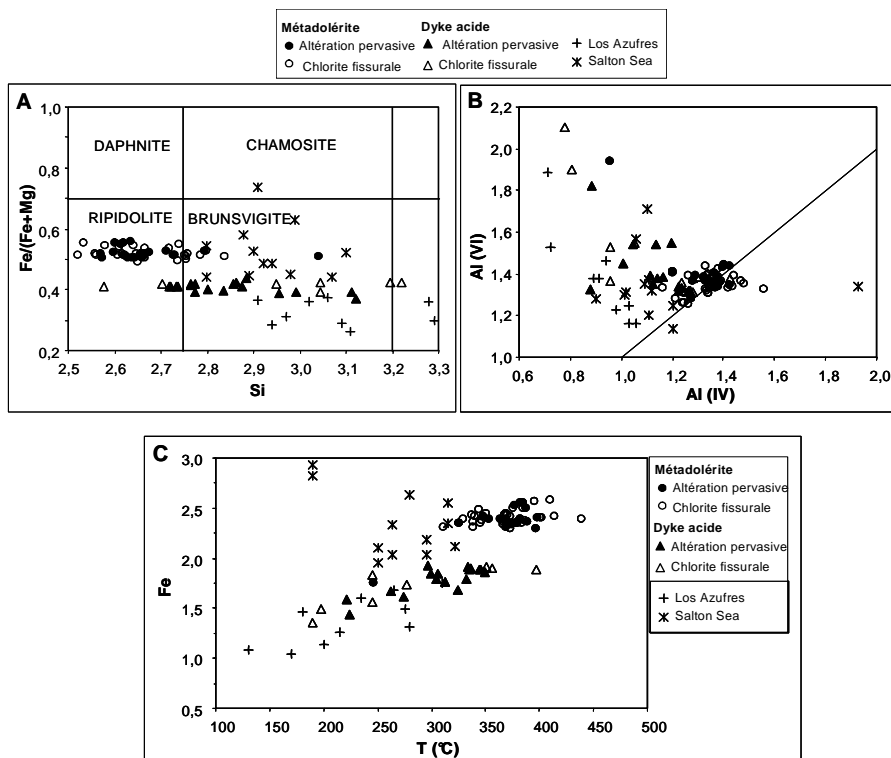 Métadolérite Dyke acide
Altération pervasive Altération pervasive Los Azufres
Chlorite fissurale Chlorite fissurale Salton Sea
A
1,0
0,8
0,6
0,4
0,2
Fe/(Fe+Mg)
DAPHNITE CHAMOSITE
RIPIDOLITE BRUNSVIGITE
2,5 2,6 2,7 2,8 2,9 3,0 3,1 3,2 3,3
Si
B
2,2
2,0
1,8
1,6
1,4
1,2
1,0
Al (VI)
0,6 0,8 1,0 1,2 1,4 1,6 1,8 2,0
Al (IV)
C
3,0
2,5
2,0
1,5
1,0
0,5
Fe
100 150 200 250 300 350 400 450 500
T (°C)
Métadolérite
Altération pervasive
Chlorite fissurale
Dyke acide
Altération pervasive
Chlorite fissurale
Los Azufres
Salton Sea